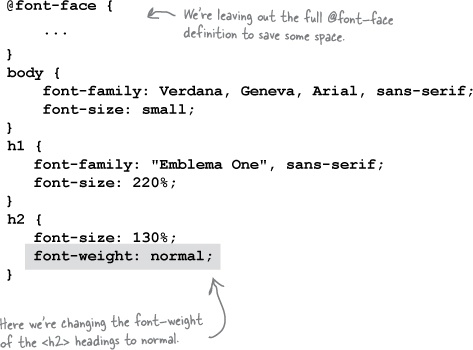 @font-face {
We're leaving out the full @font-face
definition to save some space.
...
}
body {
font-family: Verdana, Geneva, Arial, sans-serif;
font-size: small;
}
h1 {
font-family: "Emblema One", sans-serif;
font-size: 220%;
}
h2 {
font-size: 130%;
font-weight: normal;
}
Here we're changing the font-weight
of the <h2> headings to normal.